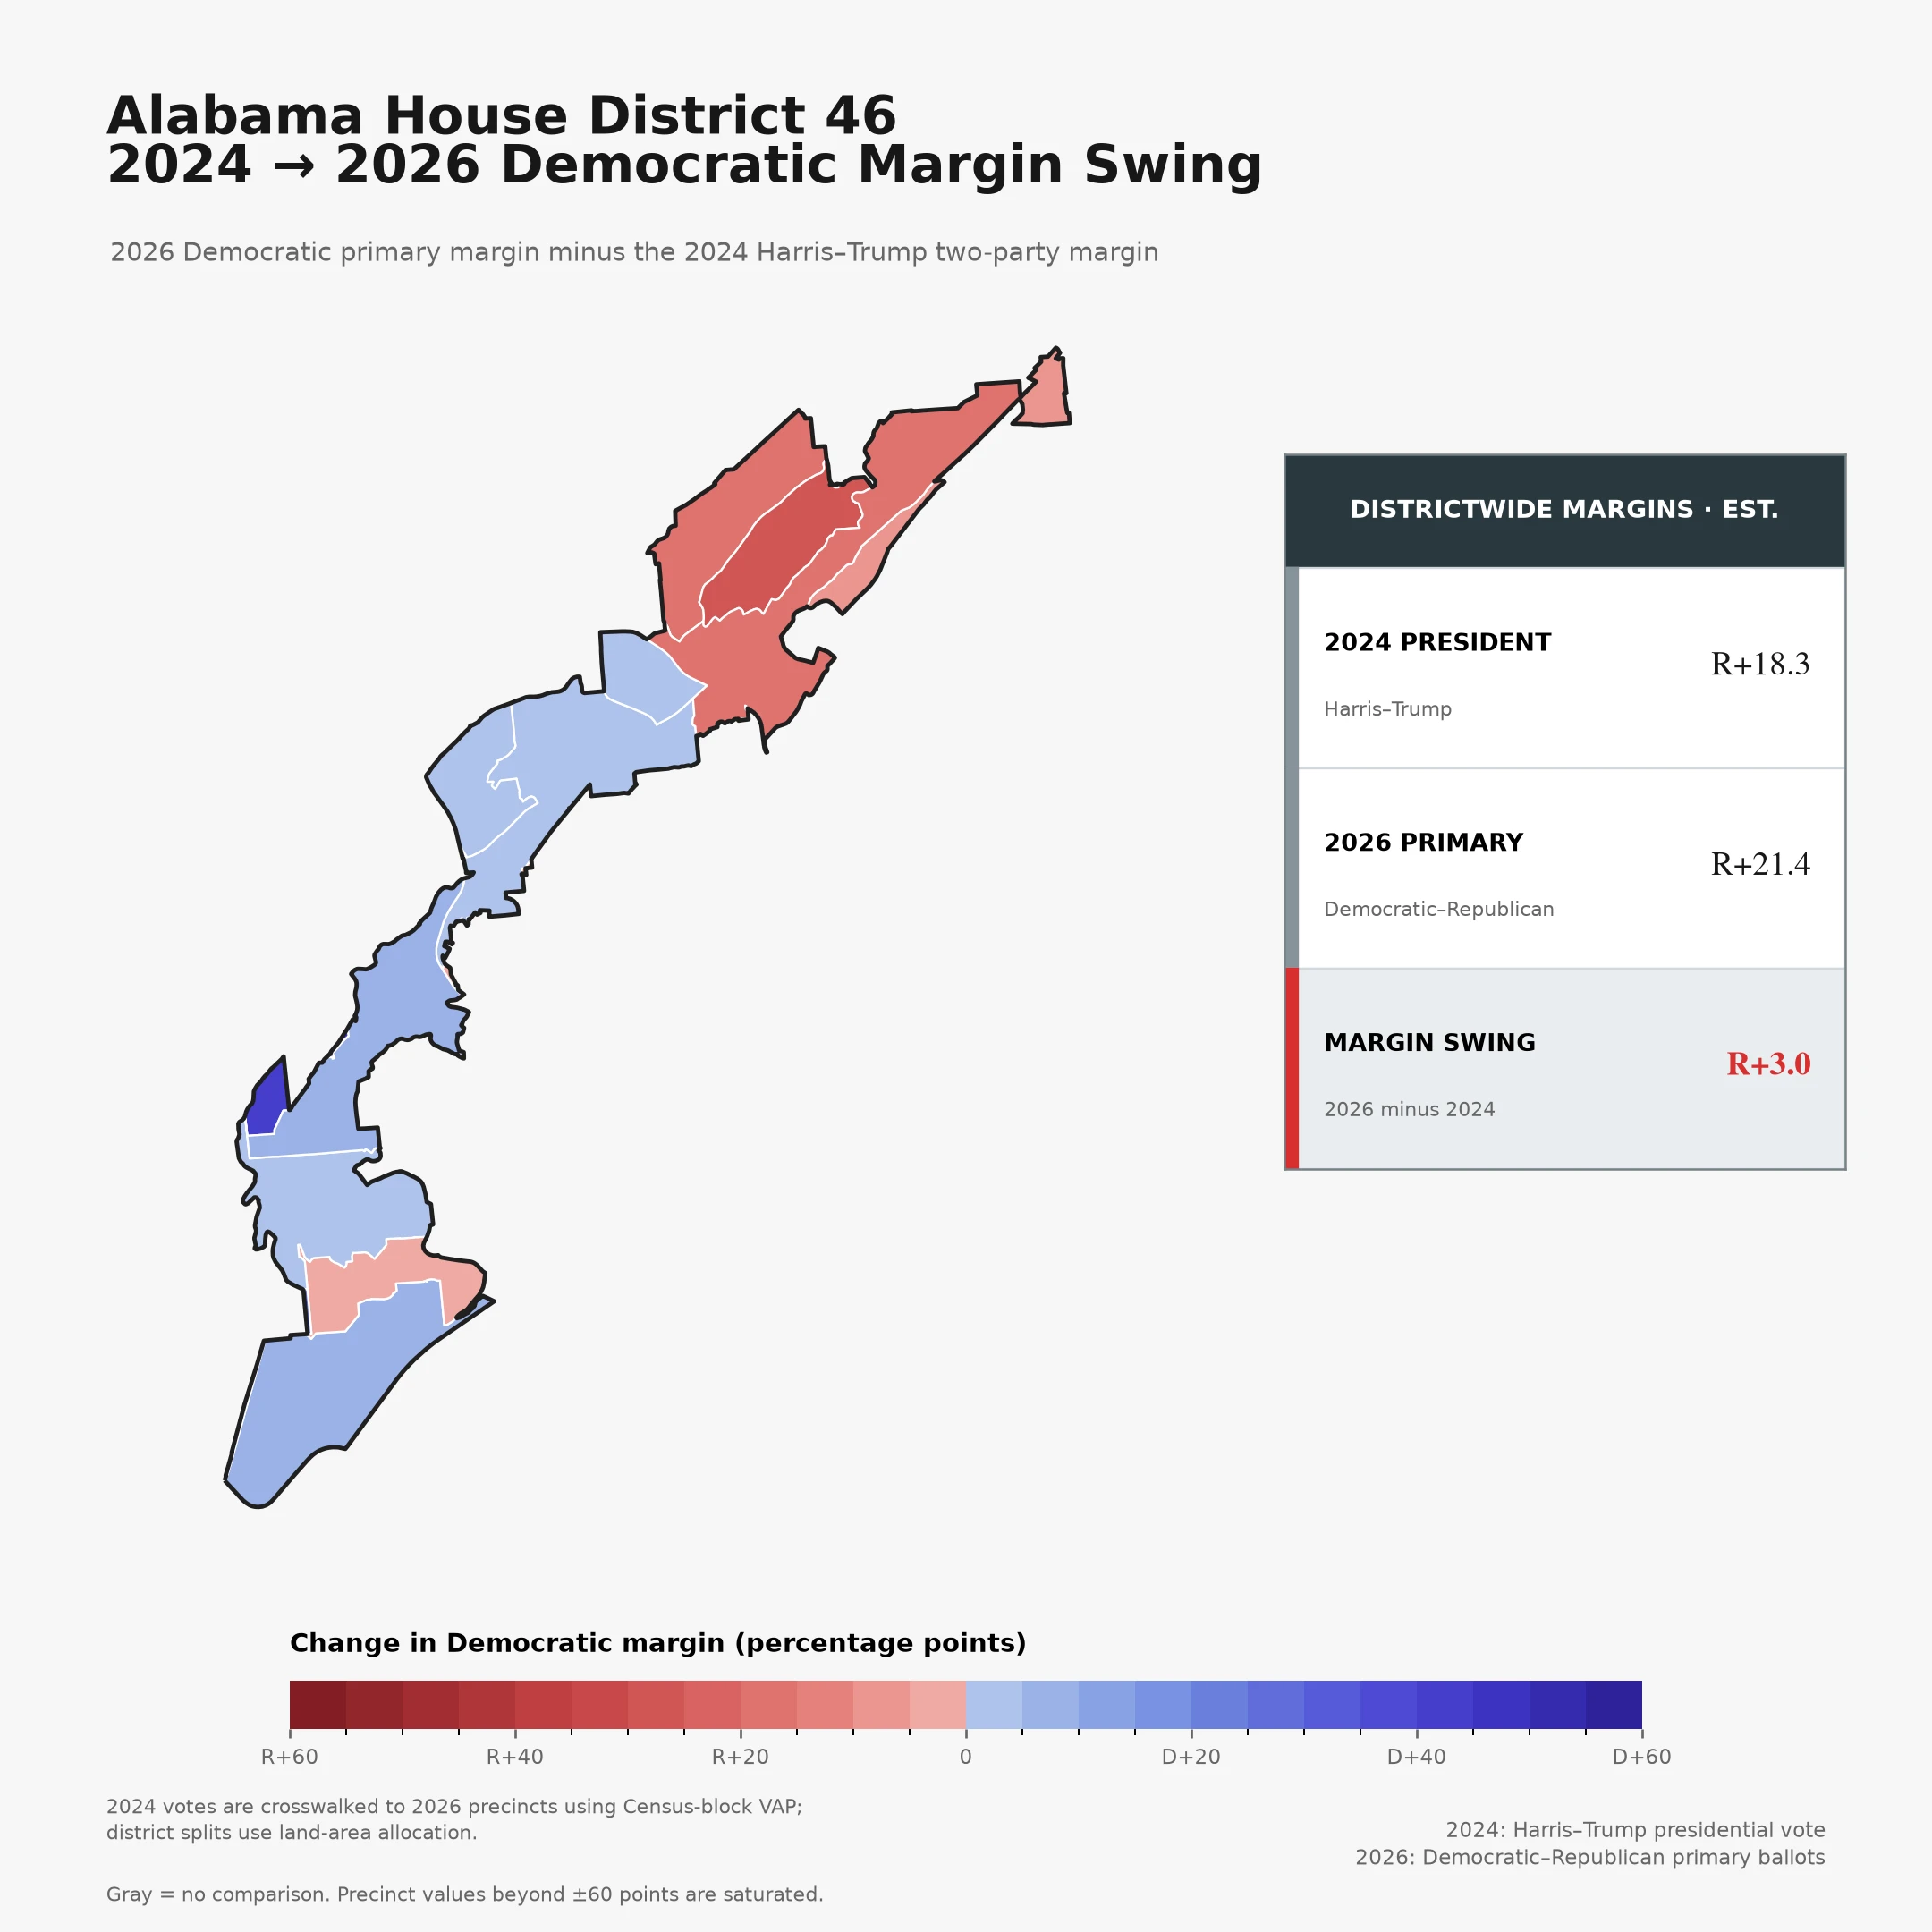 Alabama House District 46
2024 → 2026 Democratic Margin Swing
2026 Democratic primary margin minus the 2024 Harris–Trump two-party margin
DISTRICTWIDE MARGINS · EST.
2024 PRESIDENT
R+18.3
Harris–Trump
2026 PRIMARY
R+21.4
Democratic–Republican
MARGIN SWING
R+3.0
2026 minus 2024
Change in Democratic margin (percentage points)
R+60 R+40 R+20 0 D+20 D+40 D+60
2024 votes are crosswalked to 2026 precincts using Census-block VAP;
district splits use land-area allocation.
2024: Harris–Trump presidential vote
2026: Democratic–Republican primary ballots
Gray = no comparison. Precinct values beyond ±60 points are saturated.